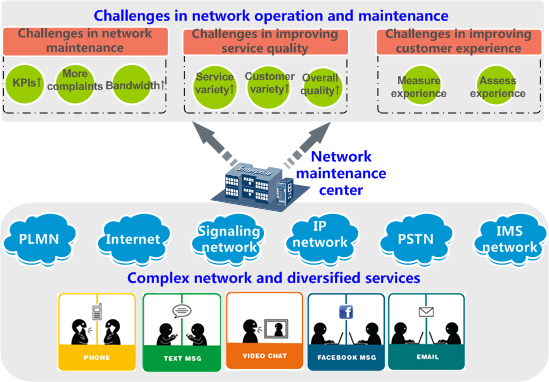 Challenges in network operation and maintenance
Challenges in network
maintenance
Challenges in improving
service quality
Challenges in improving
customer experience
KPIs↑
More
complaints
Bandwidth↑
Service
variety↑
Customer
variety↑
Overall
quality↑
Measure
experience
Assess
experience
Enterprise
Network
maintenance
center
PLMN
Internet
Signaling
network
IP
network
PSTN
IMS
network
Complex network and diversified services
PHONE
TEXT MSG
VIDEO CHAT
FACEBOOK MSG
EMAIL